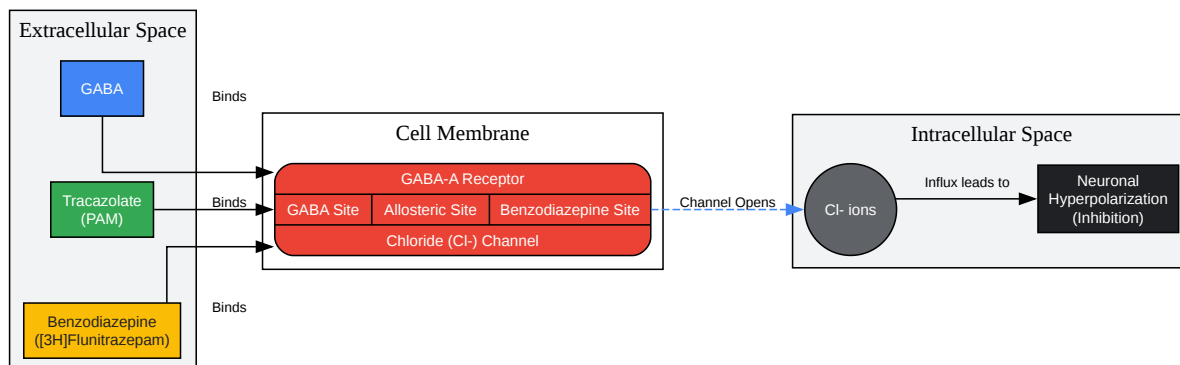 Extracellular Space
GABA
Binds
Tracazolate
(PAM)
Binds
Benzodiazepine
([3H]Flunitrazepam)
Binds
Cell Membrane
GABA-A Receptor
GABA Site
Allosteric Site
Benzodiazepine Site
Chloride (Cl-) Channel
Channel Opens
Intracellular Space
Cl- ions
Influx leads to
Neuronal
Hyperpolarization
(Inhibition)